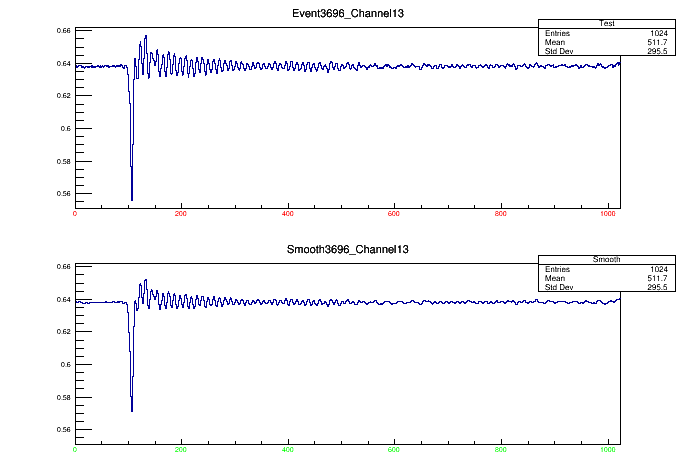 Event3696_Channel13
Test
Entries 1024
Mean 511.7
Std Dev 295.5
0.66
0.64
0.62
0.6
0.58
0.56
0 200 400 600 800 1000
Smooth3696_Channel13
Smooth
Entries 1024
Mean 511.7
Std Dev 295.5
0.66
0.64
0.62
0.6
0.58
0.56
0 200 400 600 800 1000